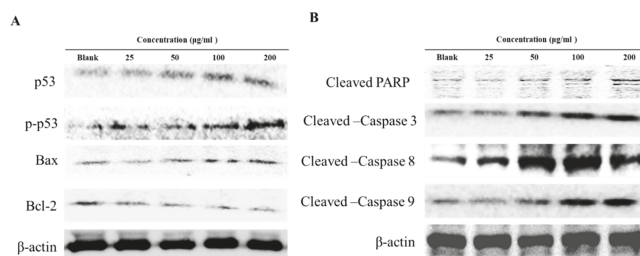 A
Concentration (µg/ml )
Blank 25 50 100 200
p53
p-p53
Bax
Bcl-2
β-actin
B
Concentration (µg/ml)
Blank 25 50 100 200
Cleaved PARP
Cleaved –Caspase 3
Cleaved –Caspase 8
Cleaved –Caspase 9
β-actin